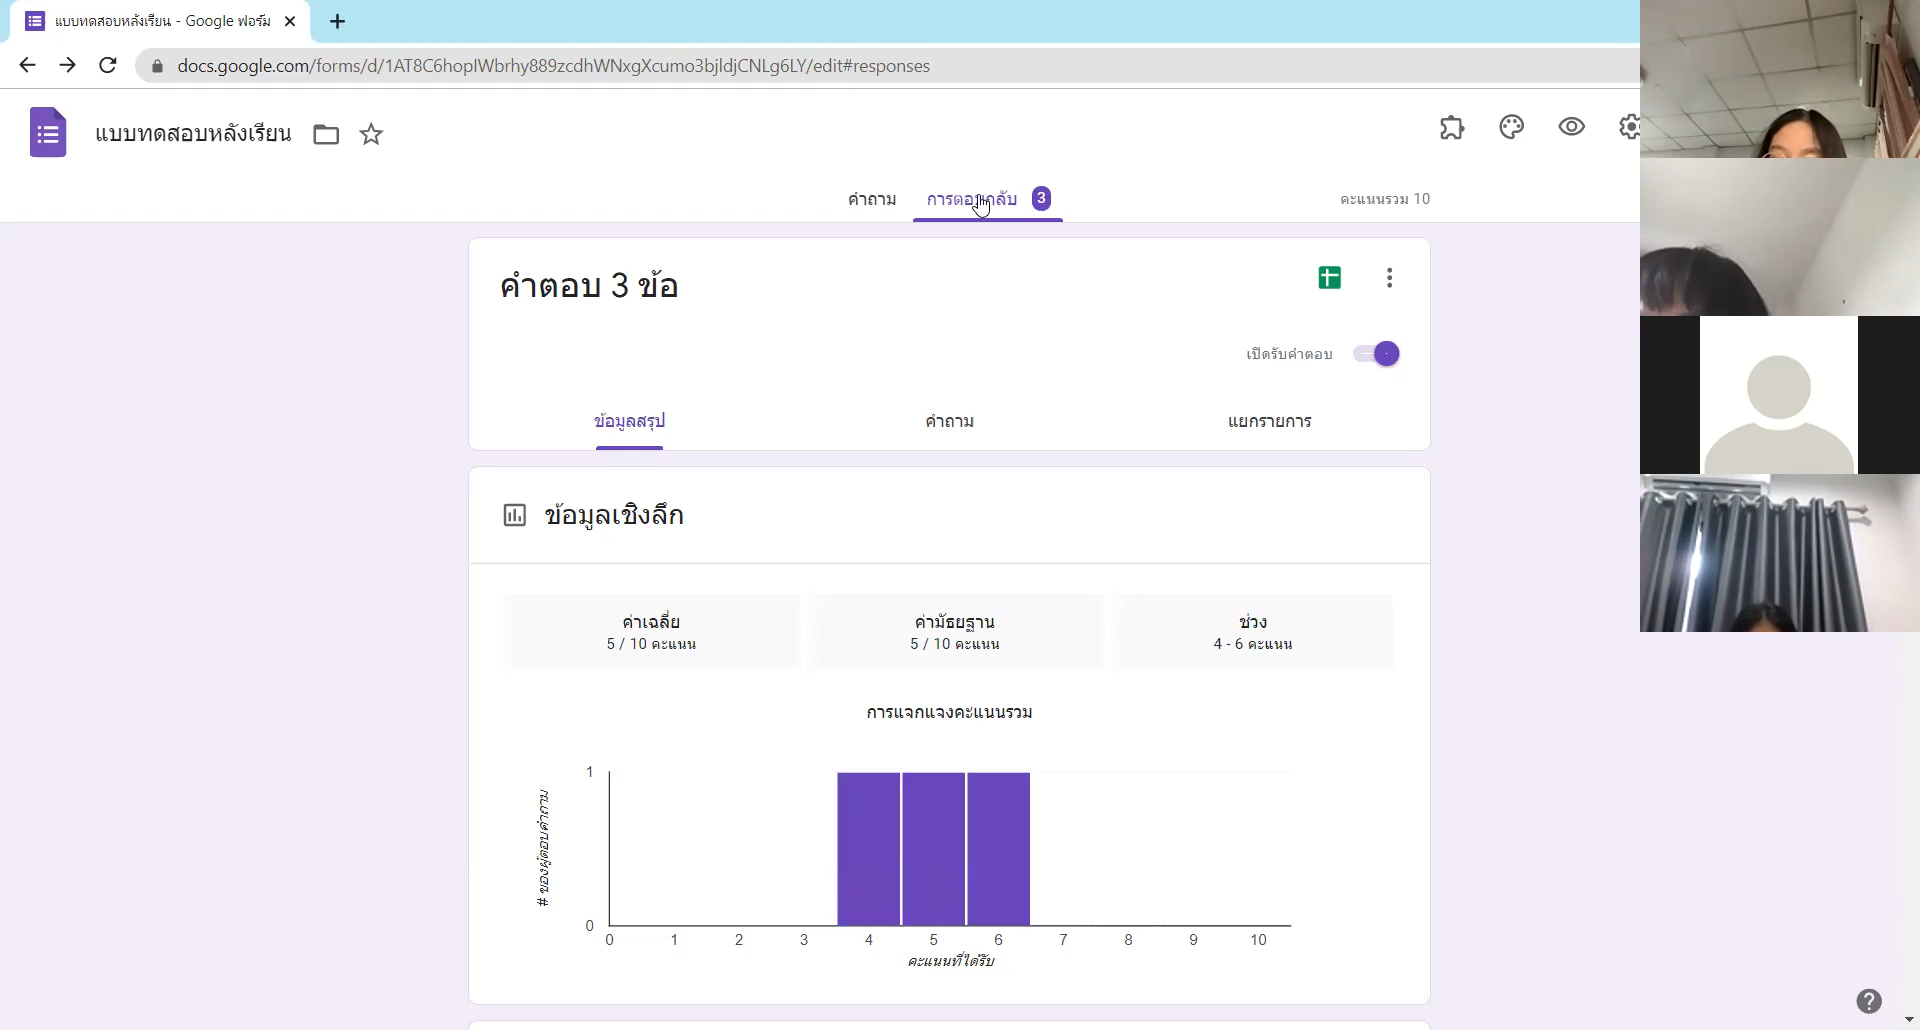 แบบทดสอบหลังเรียน - Google ฟอร์ม
docs.google.com/forms/d/1AT8C6hopIWbrhy889zcdhWNxgXcumo3bjldjCNLg6LY/edit#responses
แบบทดสอบหลังเรียน
คำถาม การตอบกลับ 3 คะแนนรวม 10
คำตอบ 3 ข้อ
เปิดรับคำตอบ
ข้อมูลสรุป คำถาม แยกรายการ
ข้อมูลเชิงลึก
ค่าเฉลี่ย ค่ามัธยฐาน ช่วง
5 / 10 คะแนน 5 / 10 คะแนน 4 - 6 คะแนน
การแจกแจงคะแนนรวม
1
# ของผู้ตอบคำถาม
0
0 1 2 3 4 5 6 7 8 9 10
คะแนนที่ได้รับ